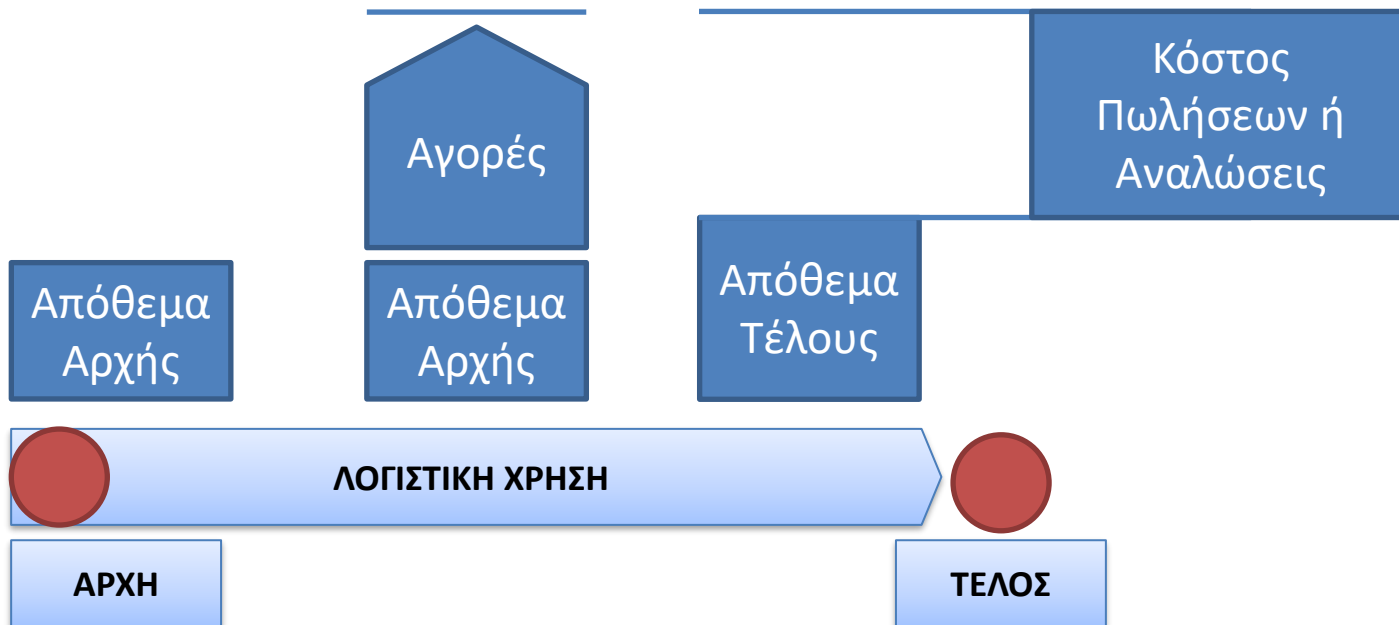 Κόστος
Πωλήσεων ή
Αναλώσεις
Αγορές
Απόθεμα
Αρχής
Απόθεμα
Αρχής
Απόθεμα
Τέλους
ΛΟΓΙΣΤΙΚΗ ΧΡΗΣΗ
ΑΡΧΗ
ΤΕΛΟΣ